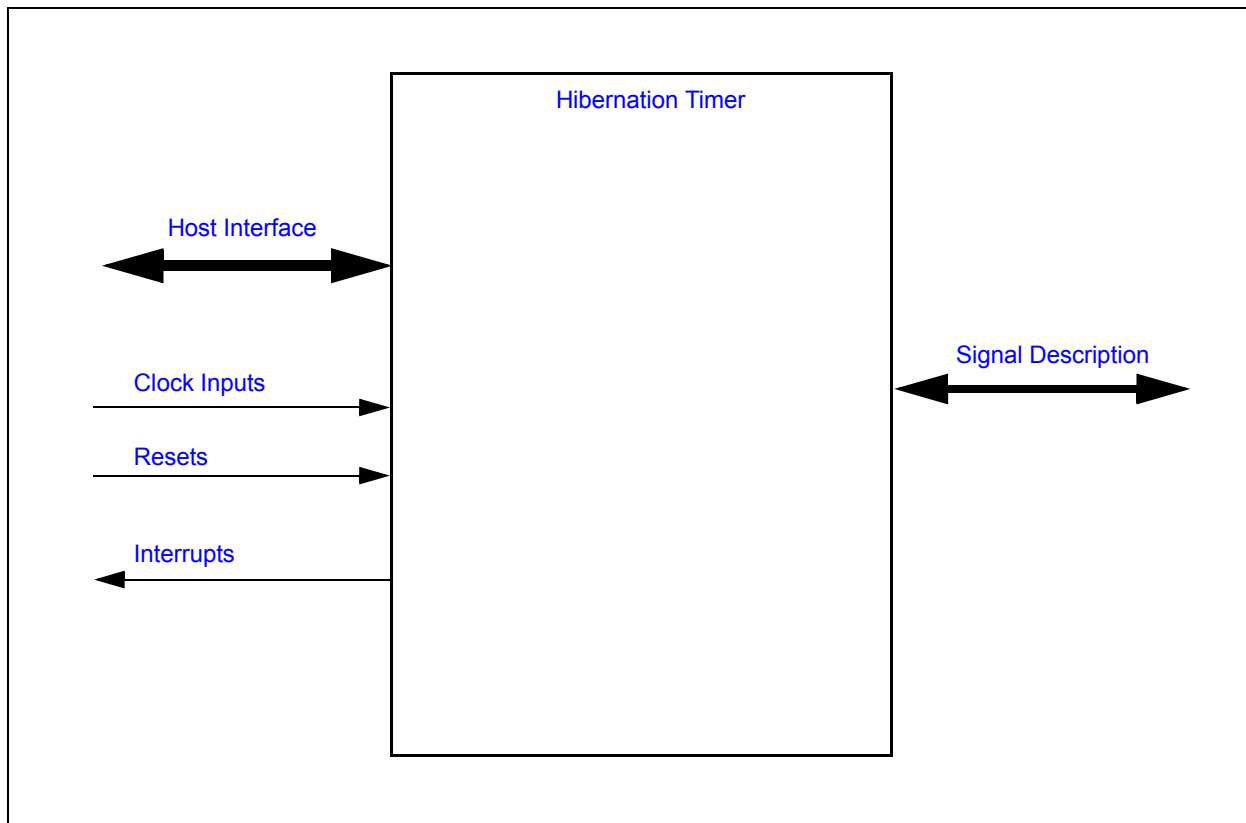 Hibernation Timer
Host Interface
Signal Description
Clock Inputs
Resets
Interrupts